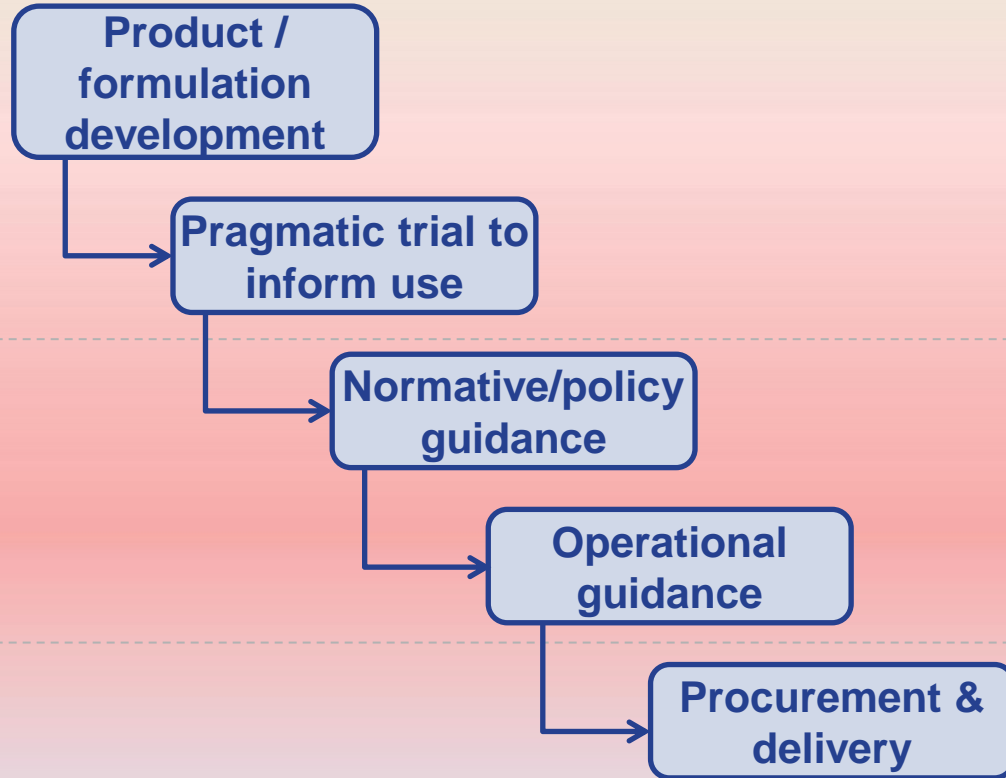 Product /
formulation
development
Pragmatic trial to
inform use
Normative/policy
guidance
Operational
guidance
Procurement &
delivery